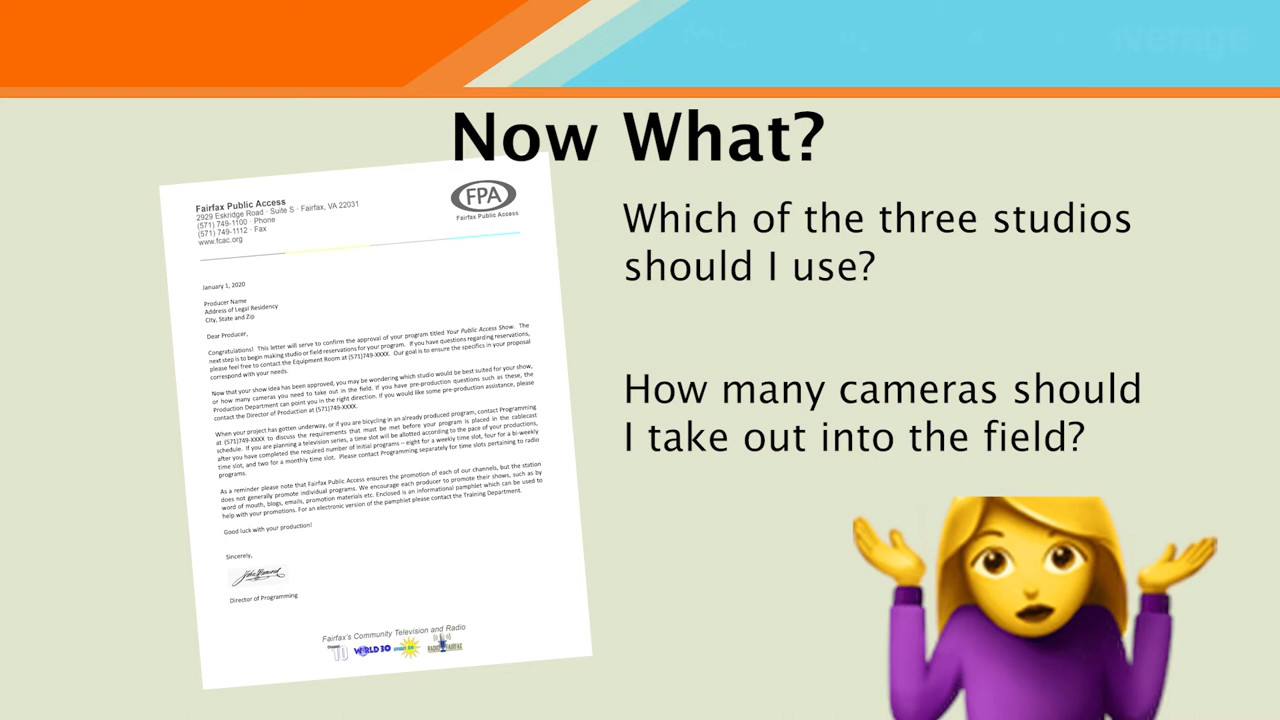 Now What?
Fairfax Public Access
2929 Eskridge Road · Suite S · Fairfax, VA 22031
(571) 749-1100 · Phone
(571) 749-1112 · Fax
www.fcac.org
FPA
Fairfax Public Access
January 1, 2020
Producer Name
Address of Legal Residency
City, State and Zip
Dear Producer,
Congratulations! This letter will serve to confirm the approval of your program titled Your Public Access Show. The
next step is to begin making studio or field reservations for your program. If you have questions regarding reservations,
please feel free to contact the Equipment Room at (571)749-XXXX. Our goal is to ensure the specifics in your proposal
correspond with your needs.
Now that your show idea has been approved, you may be wondering which studio would be best suited for your show,
or how many cameras you need to take out in the field. If you have pre-production questions such as these, the
Production Department can point you in the right direction. If you would like some pre-production assistance, please
contact the Director of Production at (571)749-XXXX.
When your project has gotten underway, or if you are bicycling in an already produced program, contact Programming
at (571)749-XXXX to discuss the requirements that must be met before your program is placed in the cablecast
schedule. If you are planning a television series, a time slot will be allotted according to the pace of your productions,
after you have completed the required number of initial programs – eight for a weekly time slot, four for a bi-weekly
time slot, and two for a monthly time slot. Please contact Programming separately for time slots pertaining to radio
programs.
As a reminder please note that Fairfax Public Access ensures the promotion of each of our channels, but the station
does not generally promote individual programs. We encourage each producer to promote their shows, such as by
word of mouth, blogs, emails, promotion materials etc. Enclosed is an informational pamphlet which can be used to
help with your promotions. For an electronic version of the pamphlet please contact the Training Department.
Good luck with your production!
Sincerely,
Director of Programming
Fairfax's Community Television and Radio
10
WORLD 30
RADIO FAIRFAX
Which of the three studios
should I use?
How many cameras should
I take out into the field?